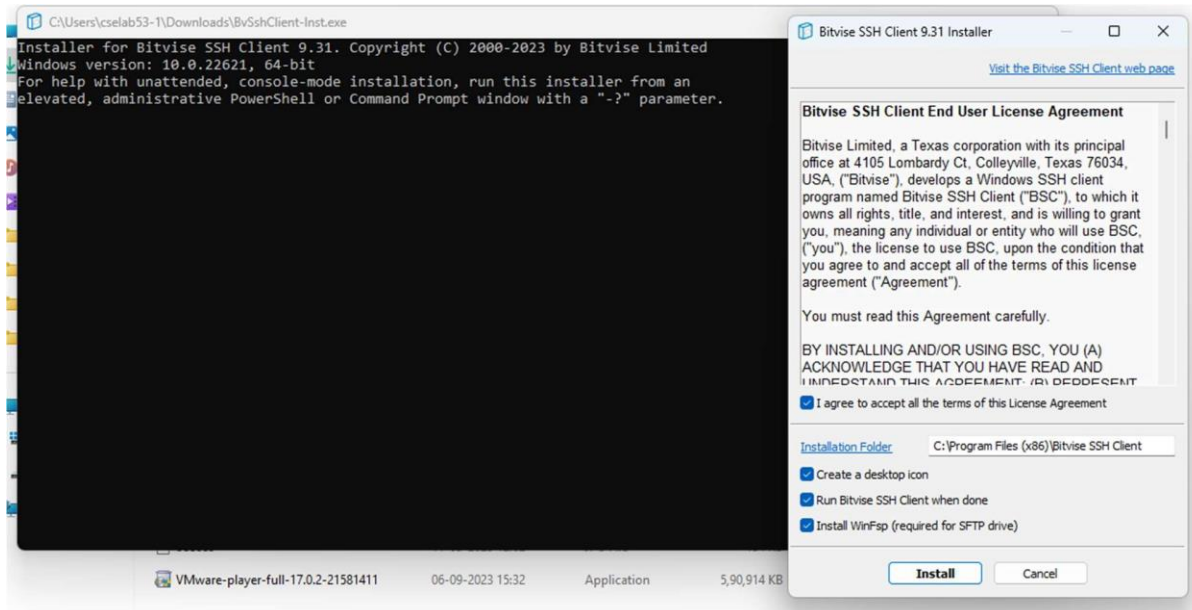 C:\Users\cselab53-1\Downloads\BvSshClient-Inst.exe
Installer for Bitvise SSH Client 9.31. Copyright (C) 2000-2023 by Bitvise Limited
Windows version: 10.0.22621, 64-bit
For help with unattended, console-mode installation, run this installer from an
elevated, administrative PowerShell or Command Prompt window with a "-?" parameter.
Bitvise SSH Client 9.31 Installer
Visit the Bitvise SSH Client web page
Bitvise SSH Client End User License Agreement
Bitvise Limited, a Texas corporation with its principal
office at 4105 Lombardy Ct, Colleyville, Texas 76034,
USA, ("Bitvise"), develops a Windows SSH client
program named Bitvise SSH Client ("BSC"), to which it
owns all rights, title, and interest, and is willing to grant
you, meaning any individual or entity who will use BSC,
("you"), the license to use BSC, upon the condition that
you agree to and accept all of the terms of this license
agreement ("Agreement").
You must read this Agreement carefully.
BY INSTALLING AND/OR USING BSC, YOU (A)
ACKNOWLEDGE THAT YOU HAVE READ AND
UNDERSTAND THIS AGREEMENT; (B) REPRESENT
I agree to accept all the terms of this License Agreement
Installation Folder C:\Program Files (x86)\Bitvise SSH Client
Create a desktop icon
Run Bitvise SSH Client when done
Install WinFsp (required for SFTP drive)
Install Cancel
VMware-player-full-17.0.2-21581411 06-09-2023 15:32 Application 5,90,914 KB